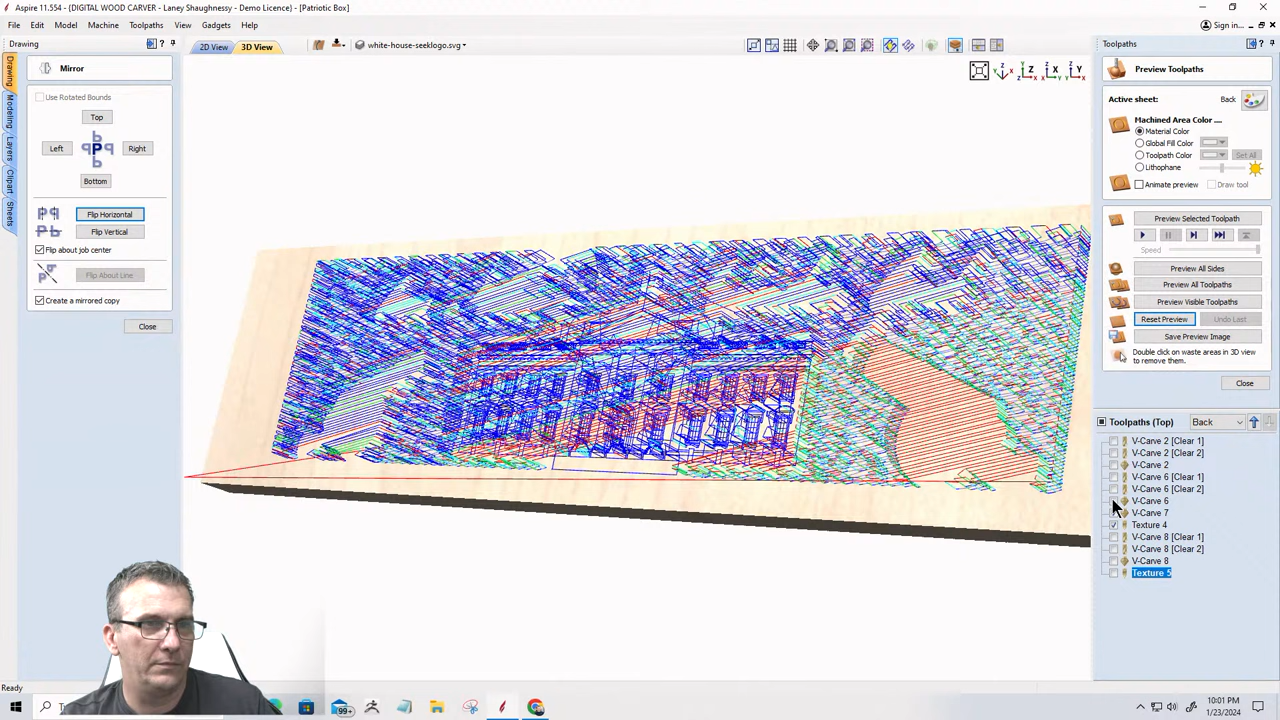 Aspire 11.554 - (DIGITAL WOOD CARVER - Laney Shaughnessy - Demo Licence) - [Patriotic Box]
File Edit Model Machine Toolpaths View Gadgets Help
Sign in...
Drawing
2D View 3D View
white-house-seeklogo.svg
Toolpaths
Drawing
Modeling
Layers
Clipart
Sheets
Mirror
Use Rotated Bounds
Top
Left
Right
Bottom
Flip Horizontal
Flip Vertical
Flip about job center
Flip About Line
Create a mirrored copy
Close
Z X Y
Preview Toolpaths
Active sheet: Back
Machined Area Color ....
Material Color
Global Fill Color
Toolpath Color
Set All
Lithophane
Animate preview Draw tool
Preview Selected Toolpath
Speed
Preview All Sides
Preview All Toolpaths
Preview Visible Toolpaths
Reset Preview Undo Last
Save Preview Image
Double click on waste areas in 3D view
to remove them.
Close
Toolpaths (Top) Back
V-Carve 2 [Clear 1]
V-Carve 2 [Clear 2]
V-Carve 2
V-Carve 6 [Clear 1]
V-Carve 6 [Clear 2]
V-Carve 6
V-Carve 7
Texture 4
V-Carve 8 [Clear 1]
V-Carve 8 [Clear 2]
V-Carve 8
Texture 5
Ready
99+
10:01 PM
1/23/2024